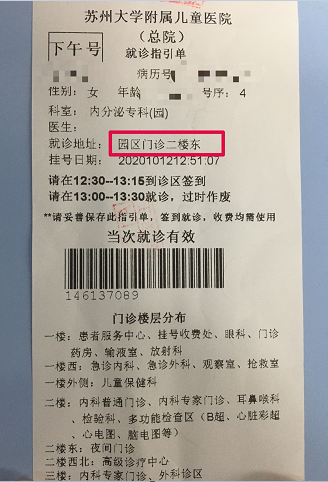 苏州大学附属儿童医院
（总院）
下午号
就诊指引单
病历号
性别: 女 年龄 号序: 4
科室: 内分泌专科(园)
医生:
就诊地址: 园区门诊二楼东
挂号日期: 2020101212:51:07
请在12:30--13:15到诊区签到
请在13:00--13:30就诊，过时作废
**请妥善保存此指引单，签到就诊，收费均需使用
当次就诊有效
146137089
门诊楼层分布
一楼: 患者服务中心、挂号收费处、眼科、门诊
药房、输液室、放射科
一楼西: 急诊内科、急诊外科、观察室、抢救室
一楼外侧: 儿童保健科
二楼: 内科普通门诊、内科专家门诊、耳鼻喉科
、检验科、多功能检查区（B超、心脏彩超
、心电图、脑电图等）
二楼东: 夜间门诊
二楼西北: 高级诊疗中心
三楼: 内科专家门诊、外科诊区